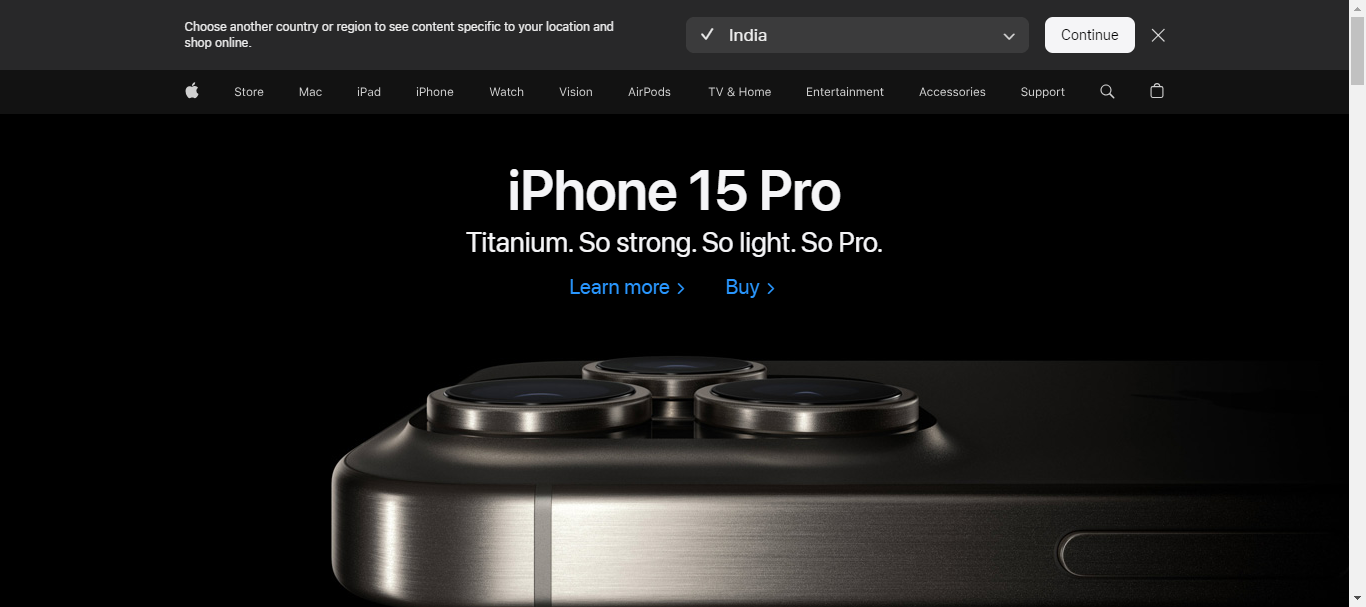 Choose another country or region to see content specific to your location and
shop online.
India
Continue
Store Mac iPad iPhone Watch Vision AirPods TV & Home Entertainment Accessories Support
iPhone 15 Pro
Titanium. So strong. So light. So Pro.
Learn more > Buy >